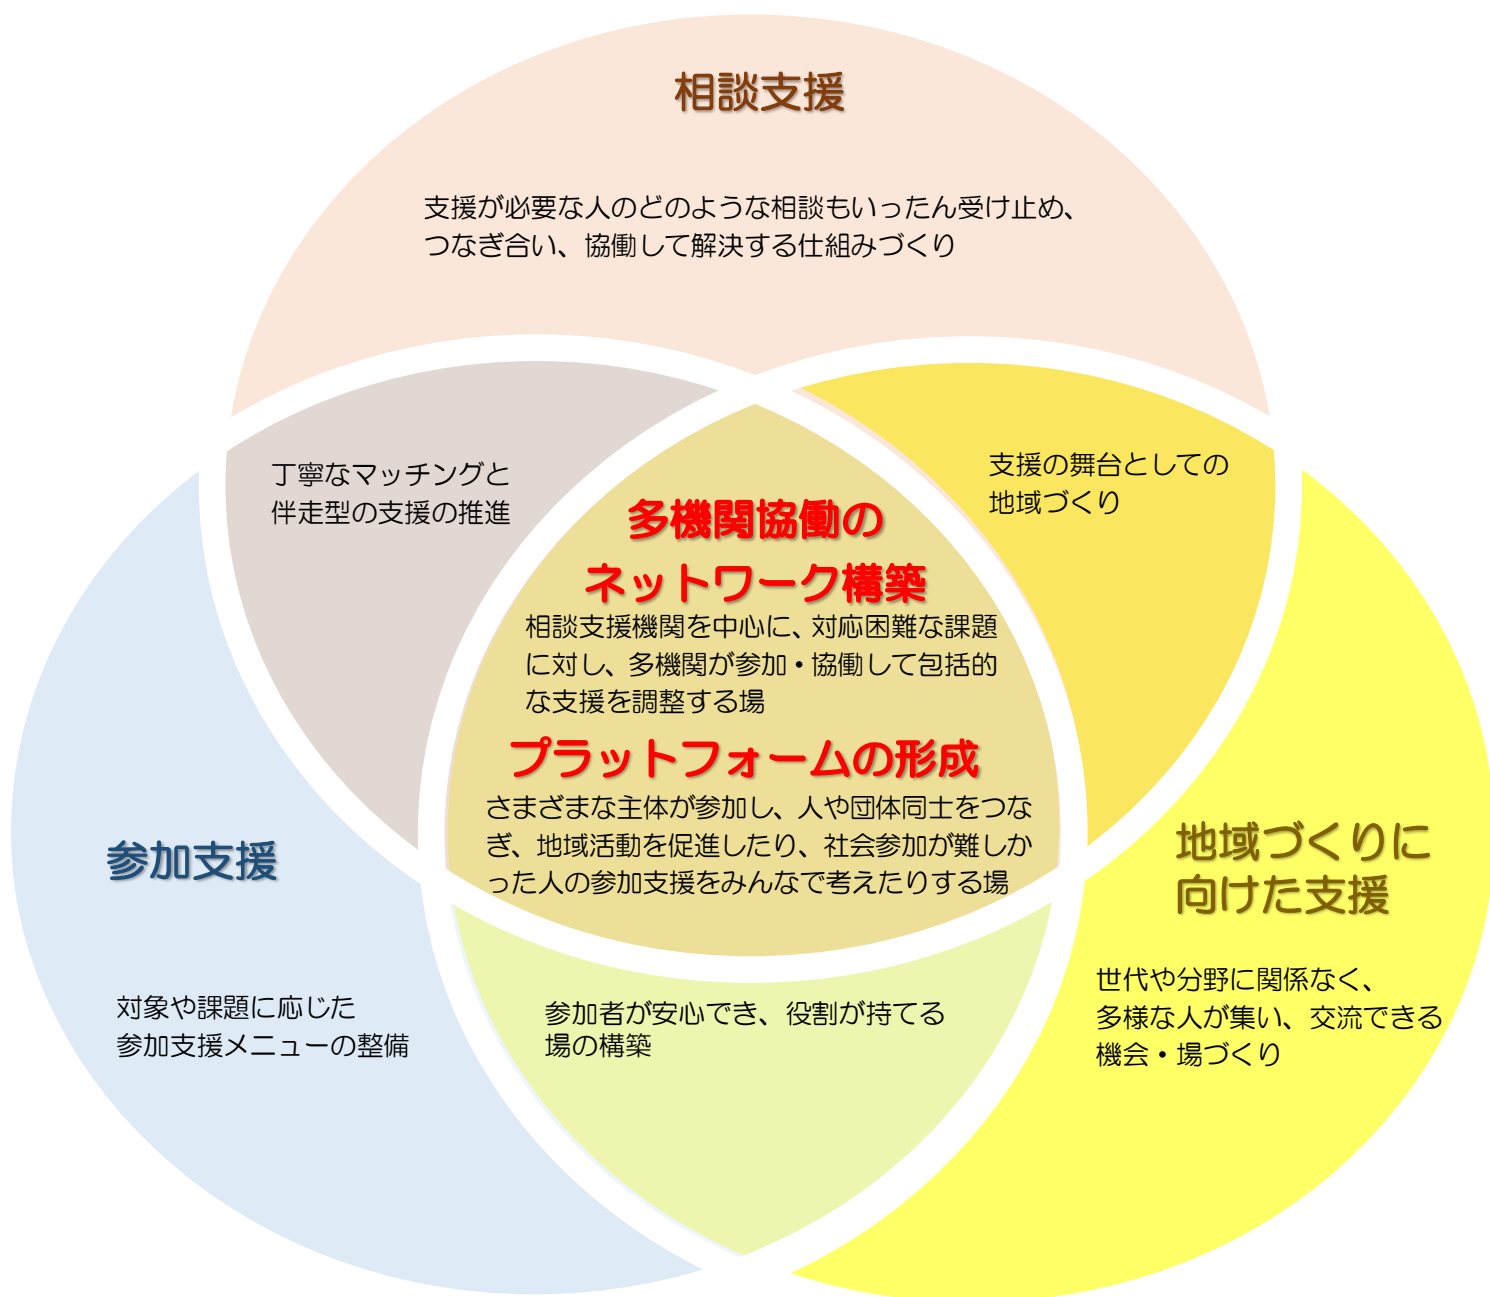 相談支援
支援が必要な人のどのような相談もいったん受け止め、
つなぎ合い、協働して解決する仕組みづくり
丁寧なマッチングと
伴走型の支援の推進
支援の舞台としての
地域づくり
多機関協働の
ネットワーク構築
相談支援機関を中心に、対応困難な課題
に対し、多機関が参加・協働して包括的
な支援を調整する場
プラットフォームの形成
さまざまな主体が参加し、人や団体同士をつな
ぎ、地域活動を促進したり、社会参加が難しか
った人の参加支援をみんなで考えたりする場
参加支援
対象や課題に応じた
参加支援メニューの整備
参加者が安心でき、役割が持てる
場の構築
地域づくりに
向けた支援
世代や分野に関係なく、
多様な人が集い、交流できる
機会・場づくり